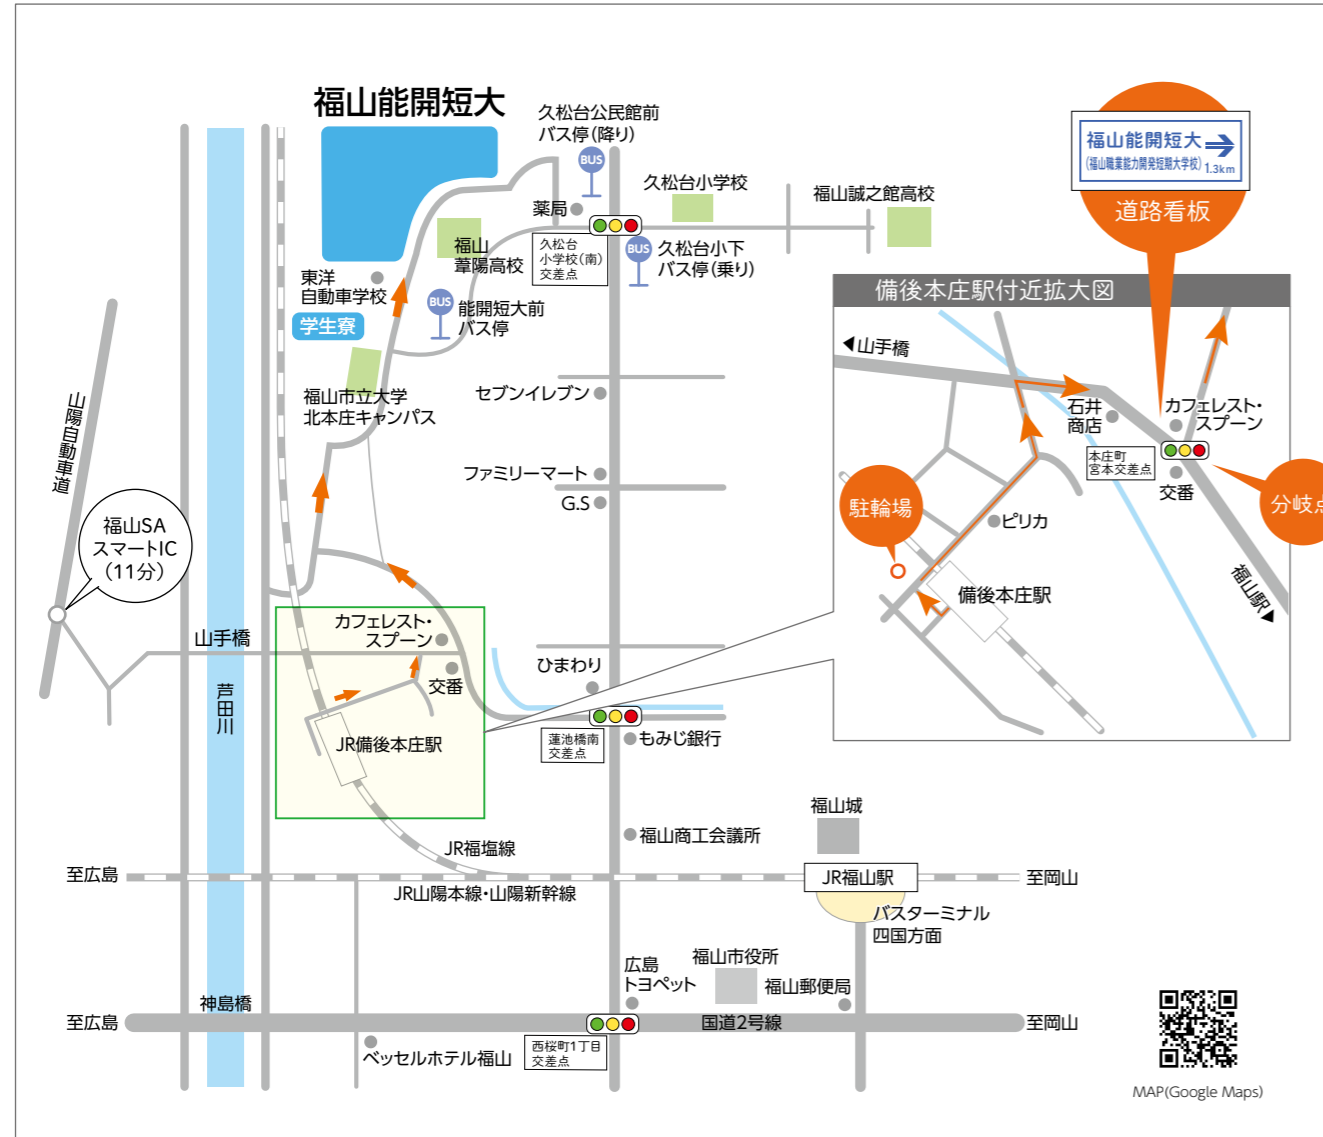 福山能開短大
久松台公民館前
バス停(降り)
BUS
薬局
久松台小学校
福山誠之館高校
久松台
小学校(南)
交差点
BUS
久松台小下
バス停(乗り)
福山
葦陽高校
東洋
自動車学校
学生寮
BUS
能開短大前
バス停
福山市立大学
北本庄キャンパス
セブンイレブン
ファミリーマート
G.S
山陽自動車道
福山SA
スマートIC
(11分)
山手橋
芦田川
カフェレスト・
スプーン
交番
JR備後本庄駅
ひまわり
蓮池橋南
交差点
もみじ銀行
福山商工会議所
福山城
JR福塩線
至広島
JR山陽本線・山陽新幹線
JR福山駅
至岡山
バスターミナル
四国方面
広島
トヨペット
福山市役所
福山郵便局
神島橋
至広島
国道2号線
至岡山
ベッセルホテル福山
西桜町1丁目
交差点
福山能開短大
(福山職業能力開発短期大学校)
1.3km
道路看板
備後本庄駅付近拡大図
山手橋
石井
商店
カフェレスト・
スプーン
本庄町
宮本交差点
交番
分岐点
駐輪場
ピリカ
備後本庄駅
福山駅
MAP(Google Maps)